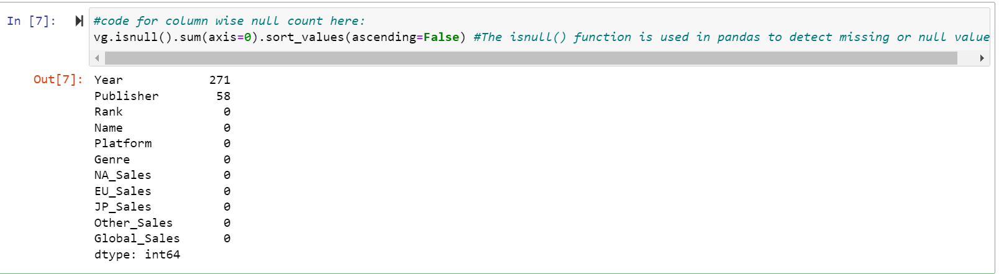 In [7]:
#code for column wise null count here:
vg.isnull().sum(axis=0).sort_values(ascending=False) #The isnull() function is used in pandas to detect missing or null value
Out[7]:
Year 271
Publisher 58
Rank 0
Name 0
Platform 0
Genre 0
NA_Sales 0
EU_Sales 0
JP_Sales 0
Other_Sales 0
Global_Sales 0
dtype: int64